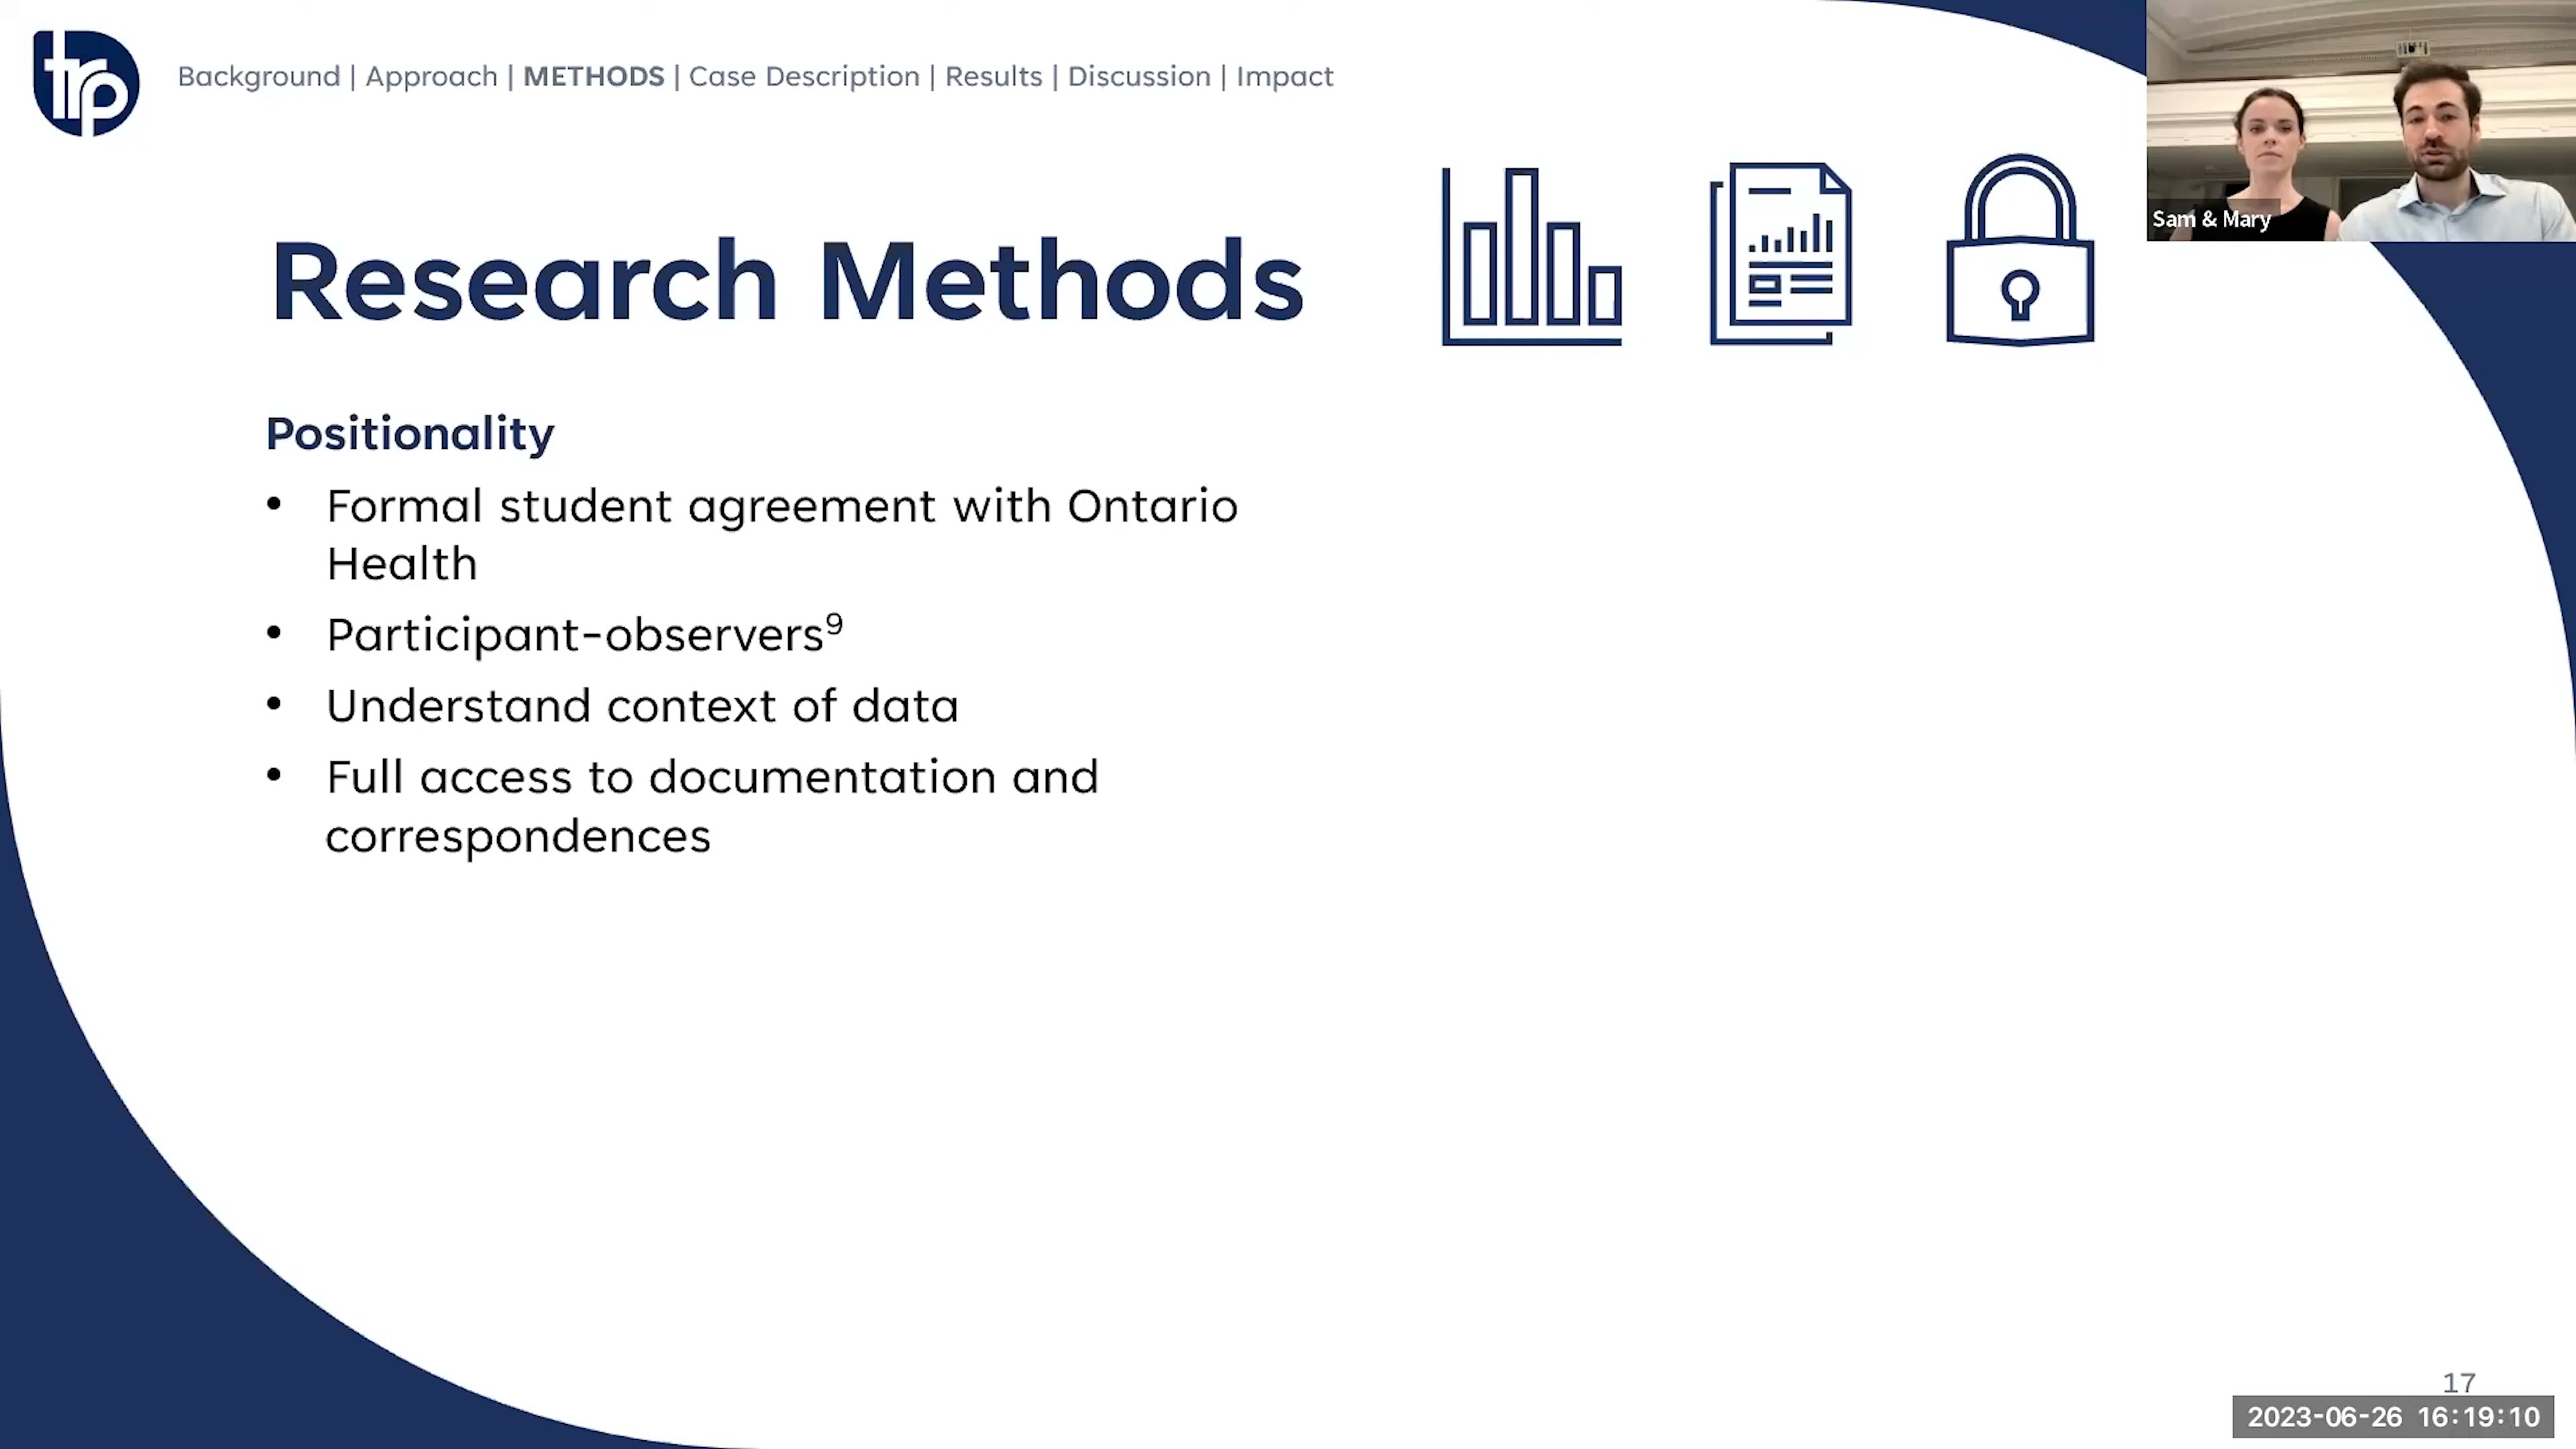 trp
Background | Approach | METHODS | Case Description | Results | Discussion | Impact
Sam & Mary
Research Methods
Positionality
• Formal student agreement with Ontario
Health
• Participant-observers⁹
• Understand context of data
• Full access to documentation and
correspondences
17
2023-06-26 16:19:10